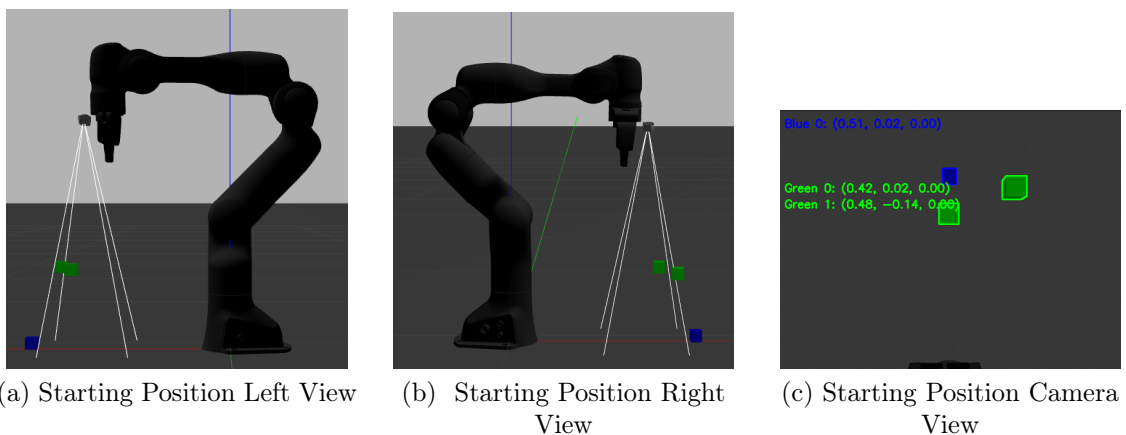 Blue 0: (0.51, 0.02, 0.00)
Green 0: (0.42, 0.02, 0.00)
Green 1: (0.48, −0.14, 0.00)
a) Starting Position Left View
(b) Starting Position Right
View
(c) Starting Position Camera
View